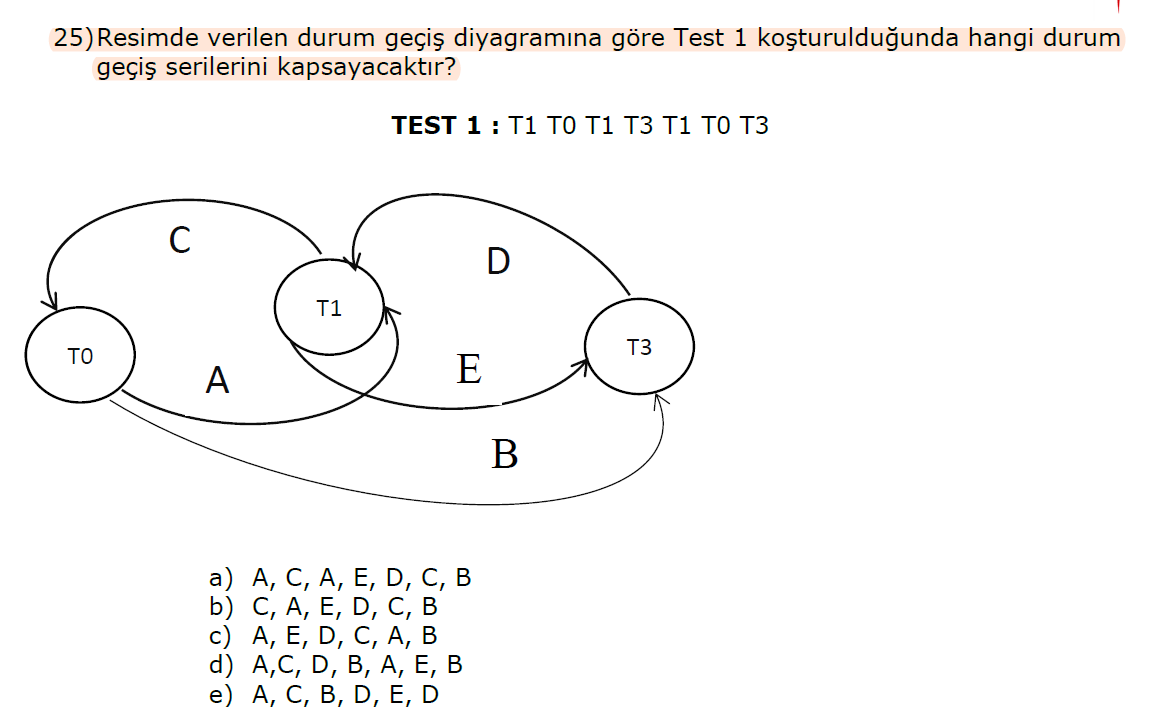 25)Resimde verilen durum geçiş diyagramına göre Test 1 koşturulduğunda hangi durum
geçiş serilerini kapsayacaktır?
TEST 1 : T1 T0 T1 T3 T1 T0 T3
C
D
T1
T3
T0
E
A
B
a) A, C, A, E, D, C, B
b) C, A, E, D, C, B
c) A, E, D, C, A, B
d) A,C, D, B, A, E, B
e) A, C, B, D, E, D